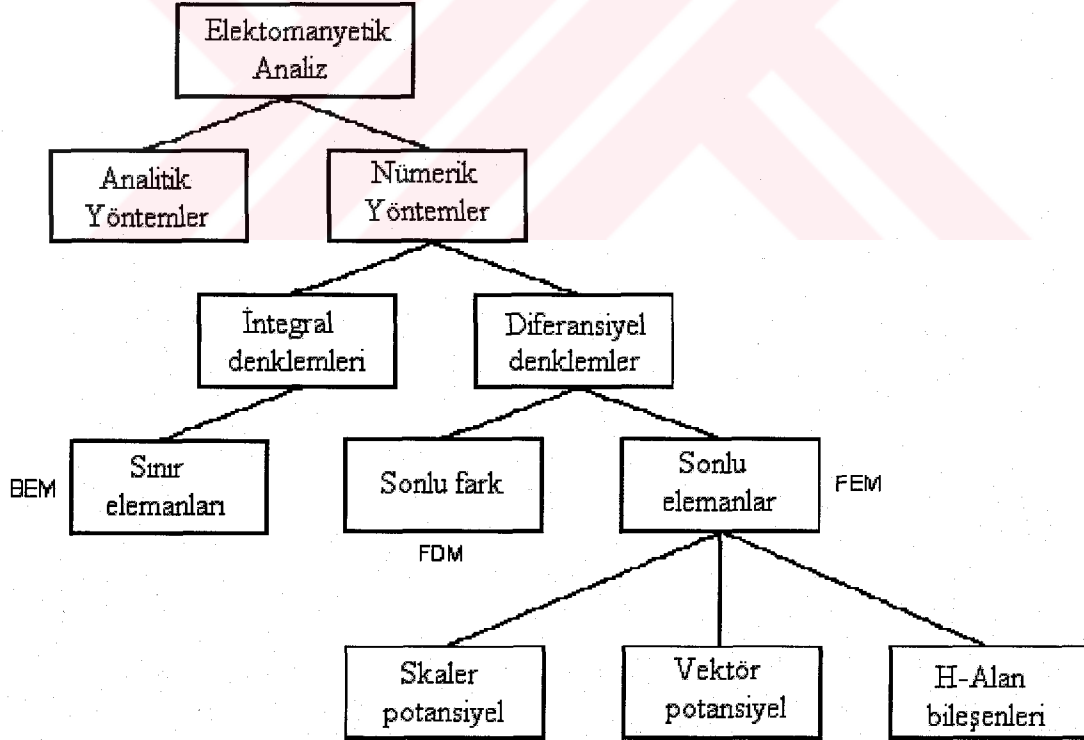 Elektomanyetik
Analiz
Analitik
Yöntemler
Nümerik
Yöntemler
İntegral
denklemleri
Diferansiyel
denklemler
BEM
Sınır
elemanları
Sonlu fark
FDM
Sonlu
elemanlar
FEM
Skaler
potansiyel
Vektör
potansiyel
H-Alan
bileşenleri